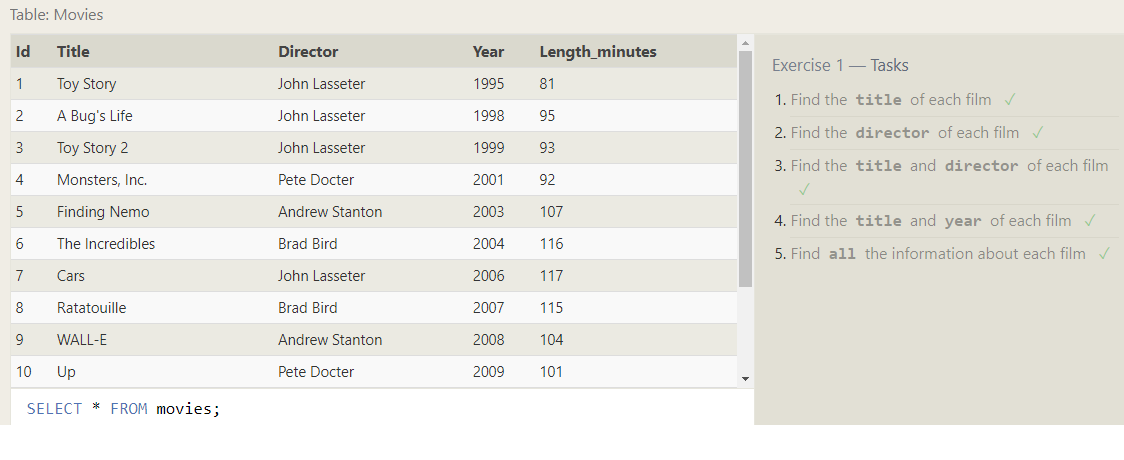 Table: Movies
Id Title Director Year Length_minutes
1 Toy Story John Lasseter 1995 81
2 A Bug's Life John Lasseter 1998 95
3 Toy Story 2 John Lasseter 1999 93
4 Monsters, Inc. Pete Docter 2001 92
5 Finding Nemo Andrew Stanton 2003 107
6 The Incredibles Brad Bird 2004 116
7 Cars John Lasseter 2006 117
8 Ratatouille Brad Bird 2007 115
9 WALL-E Andrew Stanton 2008 104
10 Up Pete Docter 2009 101
SELECT * FROM movies;
Exercise 1 — Tasks
1. Find the title of each film ✓
2. Find the director of each film ✓
3. Find the title and director of each film
✓
4. Find the title and year of each film ✓
5. Find all the information about each film ✓